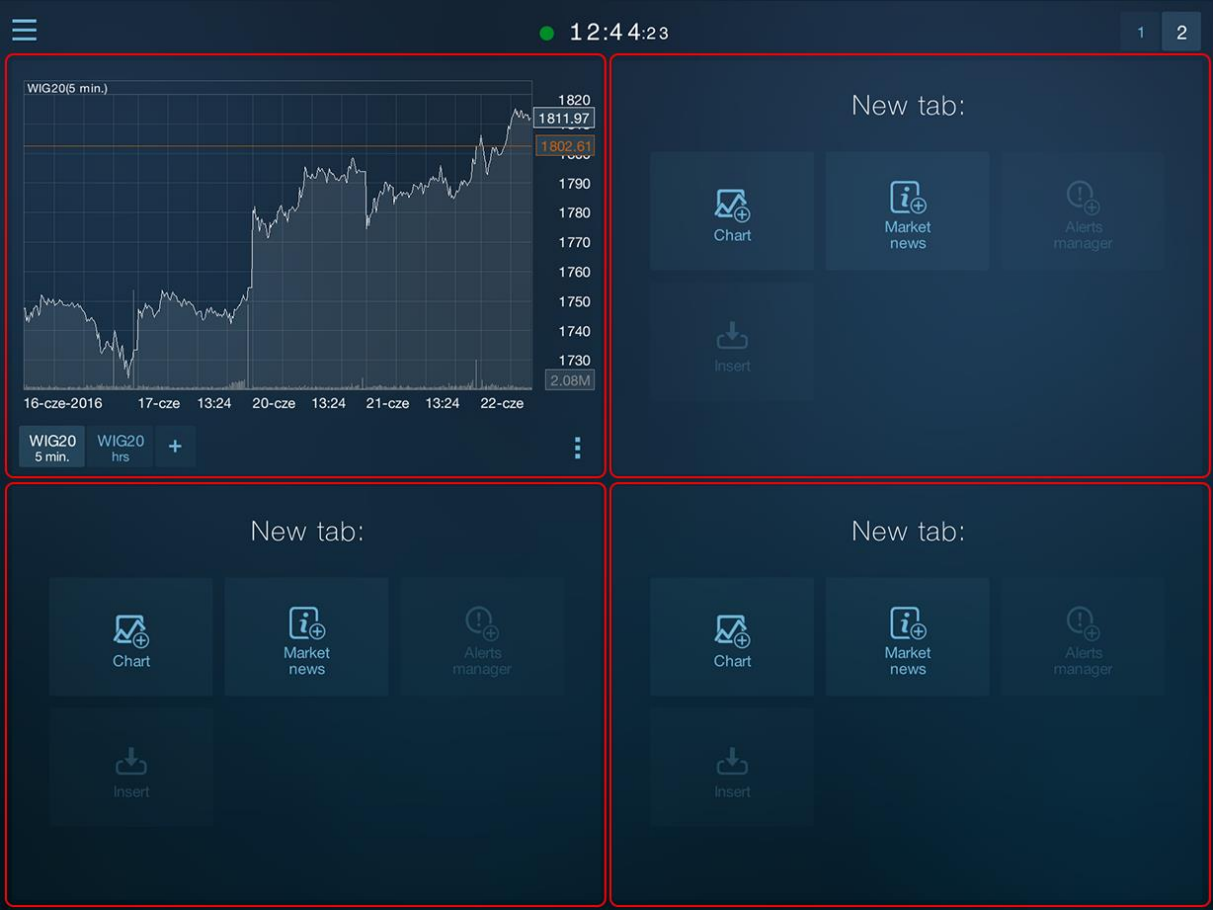 12:44:23
1 2
WIG20(5 min.)
1820
1811.97
1802.61
1790
1780
1770
1760
1750
1740
1730
2.08M
16-cze-2016 17-cze 13:24 20-cze 13:24 21-cze 13:24 22-cze
WIG20 WIG20 +
5 min. hrs
New tab:
Chart
Market
news
Alerts
manager
Insert
New tab:
Chart
Market
news
Alerts
manager
Insert
New tab:
Chart
Market
news
Alerts
manager
Insert